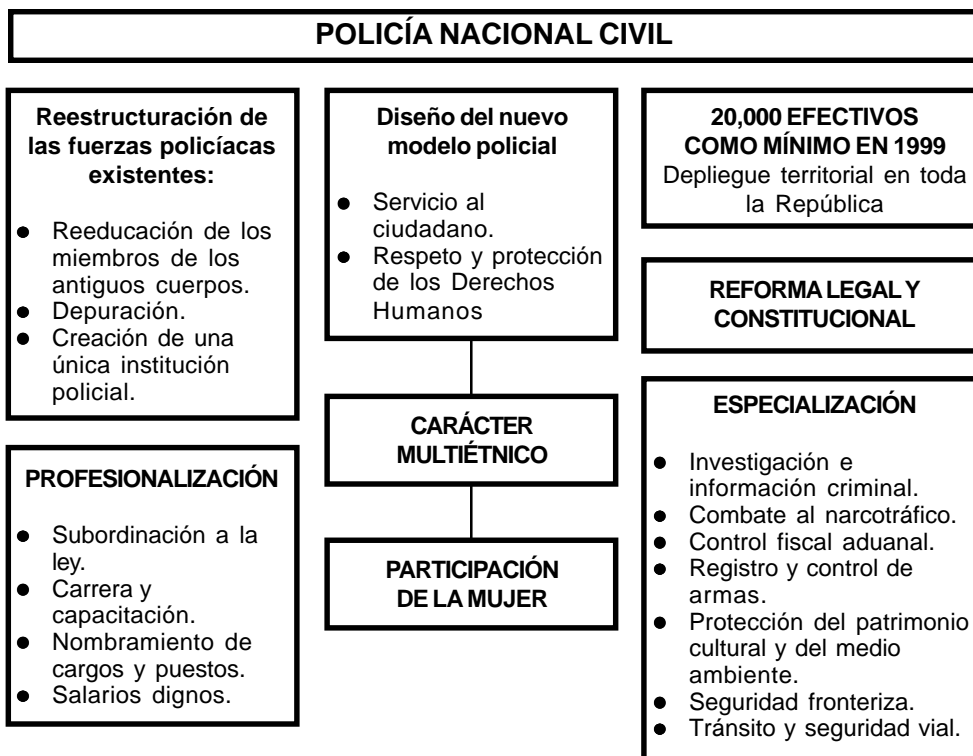 POLICÍA NACIONAL CIVIL
Reestructuración de
las fuerzas policíacas
existentes:
● Reeducación de los
miembros de los
antiguos cuerpos.
● Depuración.
● Creación de una
única institución
policial.
PROFESIONALIZACIÓN
● Subordinación a la
ley.
● Carrera y
capacitación.
● Nombramiento de
cargos y puestos.
● Salarios dignos.
Diseño del nuevo
modelo policial
● Servicio al
ciudadano.
● Respeto y protección
de los Derechos
Humanos
CARÁCTER
MULTIÉTNICO
PARTICIPACIÓN
DE LA MUJER
20,000 EFECTIVOS
COMO MÍNIMO EN 1999
Depliegue territorial en toda
la República
REFORMA LEGAL Y
CONSTITUCIONAL
ESPECIALIZACIÓN
● Investigación e
información criminal.
● Combate al narcotráfico.
● Control fiscal aduanal.
● Registro y control de
armas.
● Protección del patrimonio
cultural y del medio
ambiente.
● Seguridad fronteriza.
● Tránsito y seguridad vial.